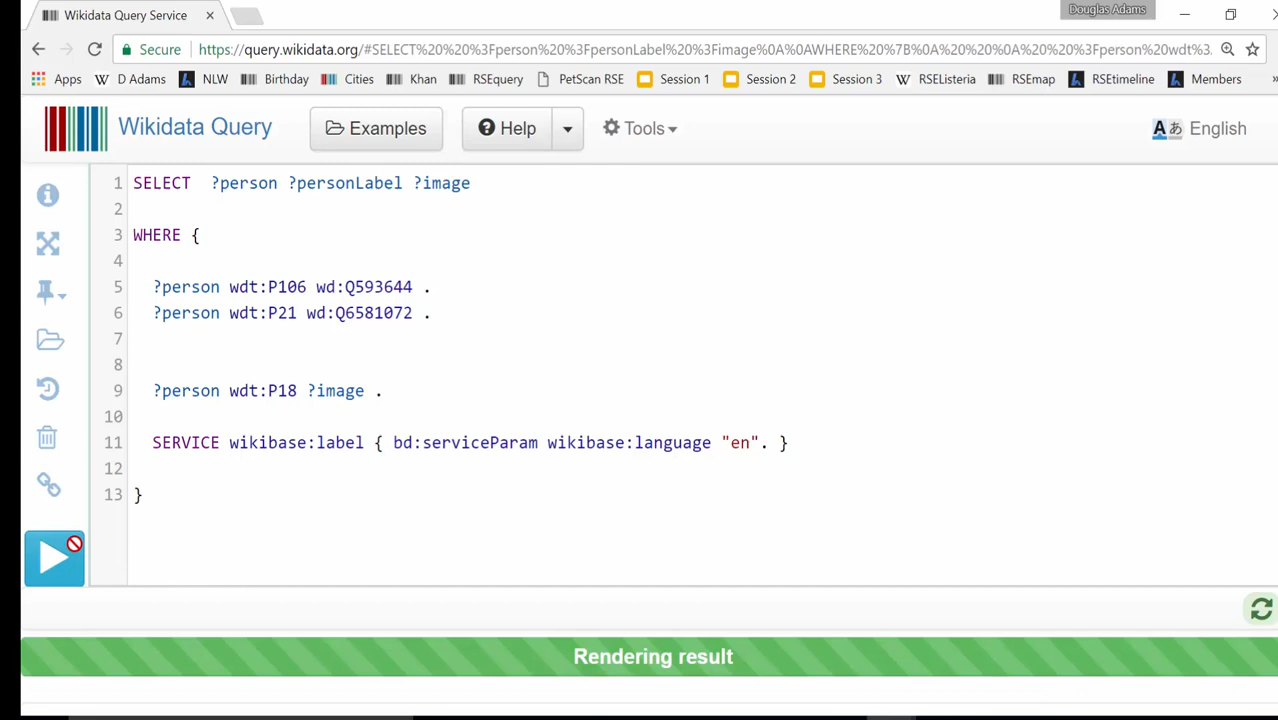 Wikidata Query Service
Douglas Adams
Secure https://query.wikidata.org/#SELECT%20%20%3Fperson%20%3FpersonLabel%20%3Fimage%0A%0AWHERE%20%7B%0A%20%20%0A%20%20%3Fperson%20wdt%3.
Apps D Adams NLW Birthday Cities Khan RSEquery PetScan RSE Session 1 Session 2 Session 3 RSEListeria RSEmap RSEtimeline Members »
Wikidata Query Examples Help Tools Aあ English
1 SELECT ?person ?personLabel ?image
2
3 WHERE {
4
5 ?person wdt:P106 wd:Q593644 .
6 ?person wdt:P21 wd:Q6581072 .
7
8
9 ?person wdt:P18 ?image .
10
11 SERVICE wikibase:label { bd:serviceParam wikibase:language "en". }
12
13 }
Rendering result